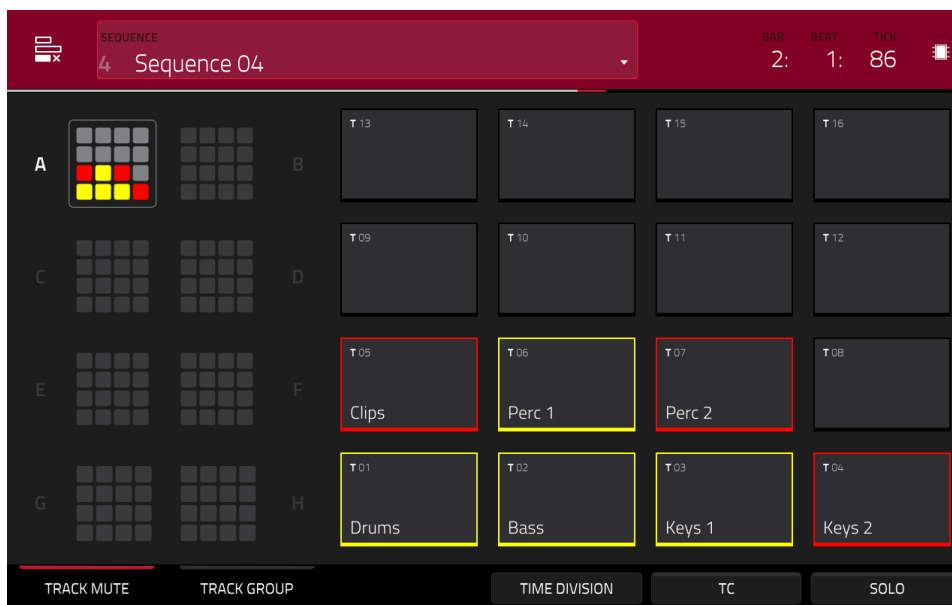 SEQUENCE
4 Sequence 04
BAR BEAT TICK
2: 1: 86
A B
T 13 T 14 T 15 T 16
C D
T 09 T 10 T 11 T 12
E F
T 05 T 06 T 07 T 08
Clips Perc 1 Perc 2
G H
T 01 T 02 T 03 T 04
Drums Bass Keys 1 Keys 2
TRACK MUTE TRACK GROUP TIME DIVISION TC SOLO